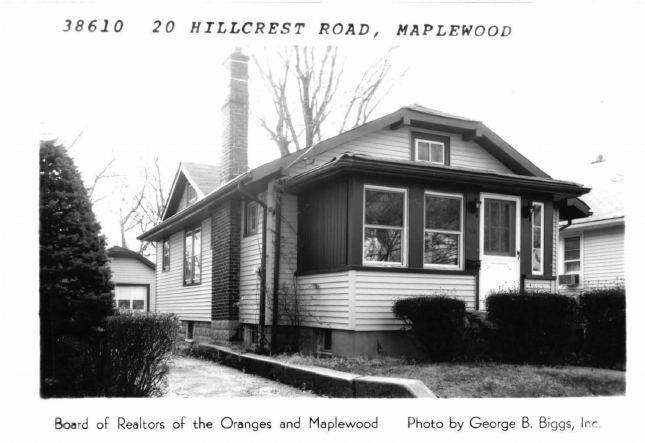 38610 20 HILLCREST ROAD, MAPLEWOOD
Board of Realtors of the Oranges and Maplewood Photo by George B. Biggs, Inc.